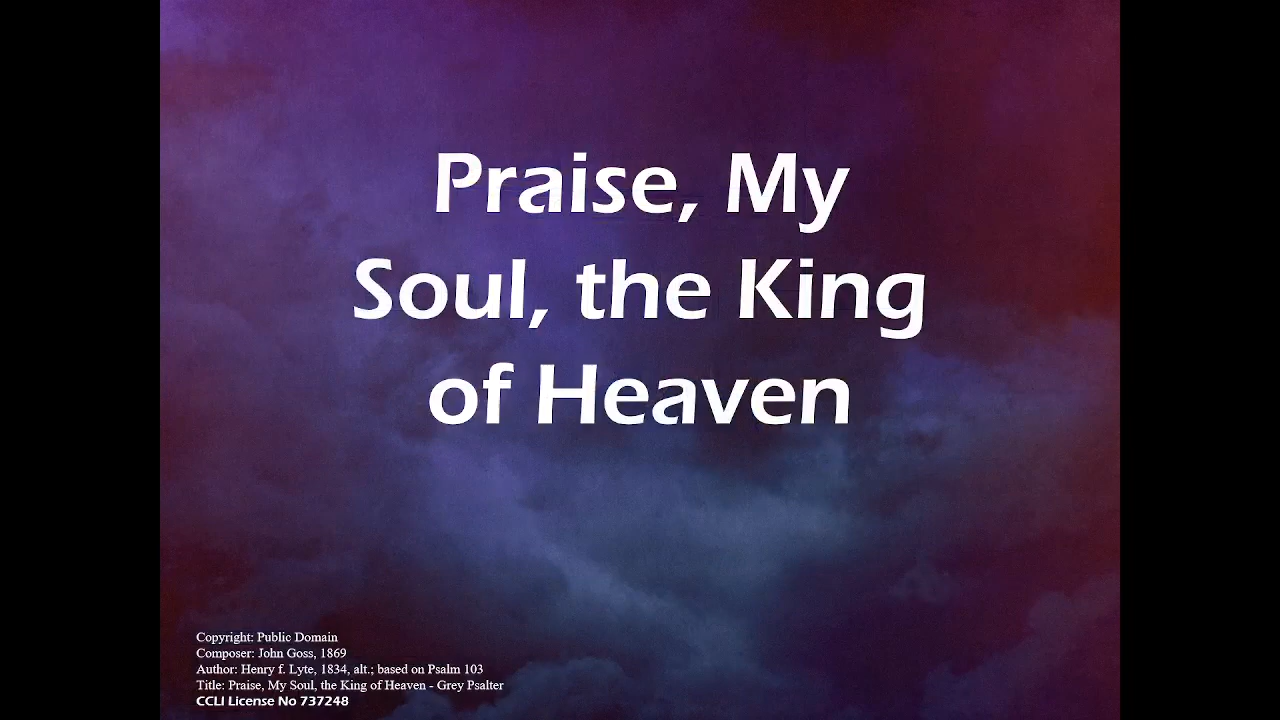 Praise, My
Soul, the King
of Heaven
Copyright: Public Domain
Composer: John Goss, 1869
Author: Henry f. Lyte, 1834, alt.; based on Psalm 103
Title: Praise, My Soul, the King of Heaven - Grey Psalter
CCLI License No 737248